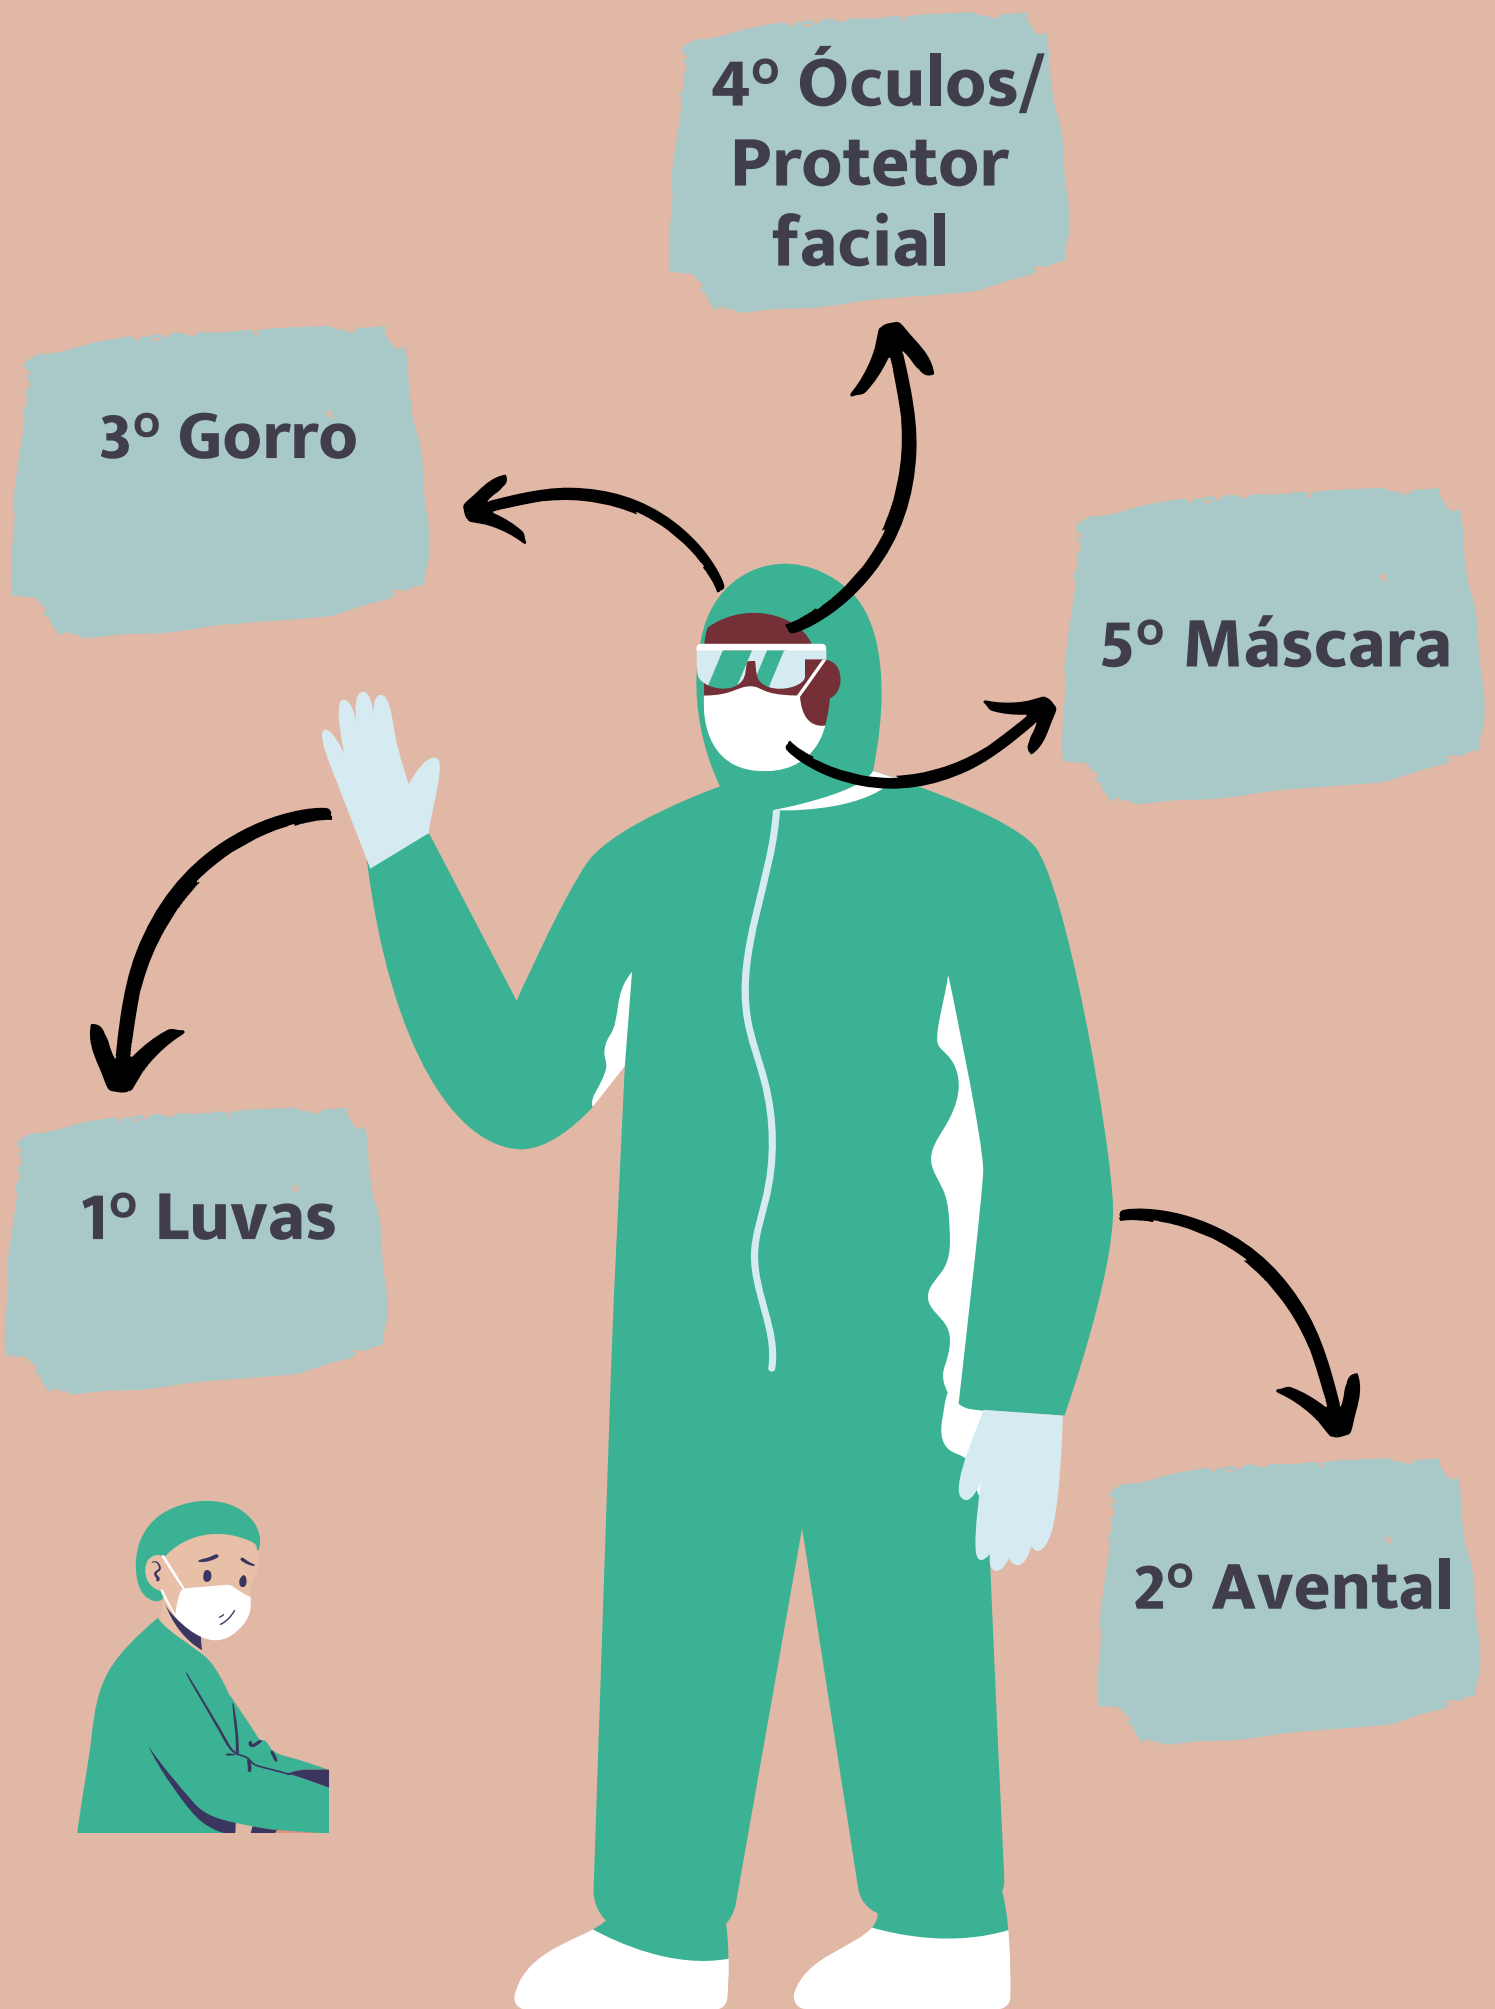 4º Óculos/
Protetor
facial
3º Gorro
5º Máscara
1º Luvas
2º Avental